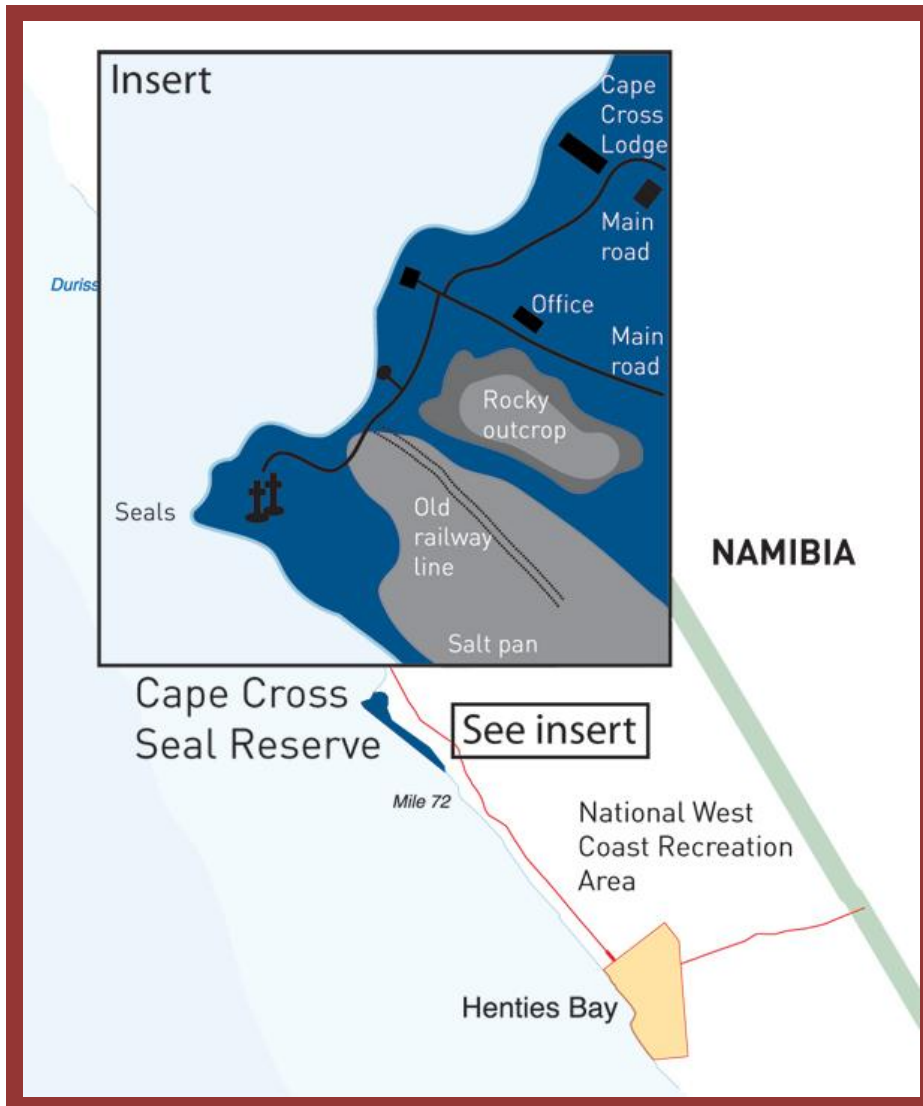 Insert
Cape
Cross
Lodge
Main
road
Duriss
Office
Main
road
Rocky
outcrop
Seals
Old
railway
line
NAMIBIA
Salt pan
Cape Cross
Seal Reserve
See insert
Mile 72
National West
Coast Recreation
Area
Henties Bay